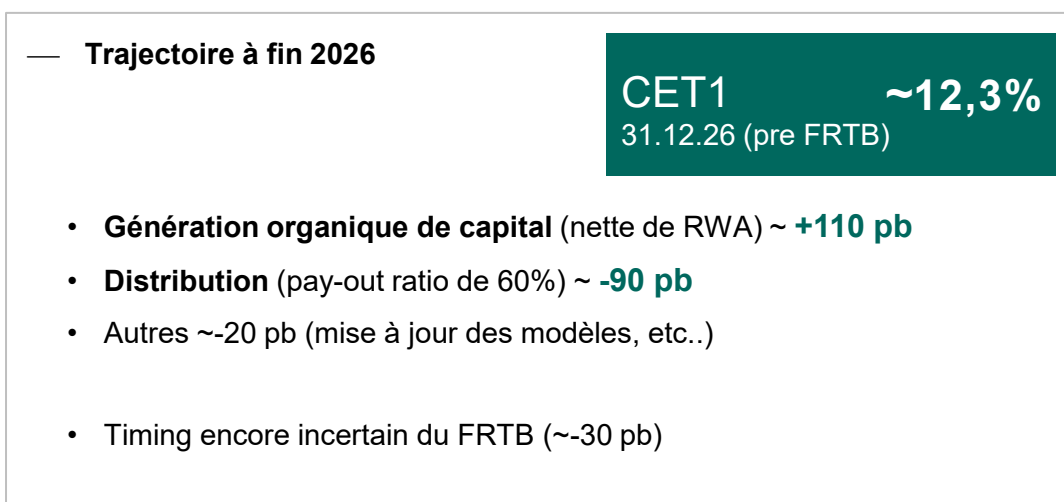 — Trajectoire à fin 2026
CET1 ~12,3%
31.12.26 (pre FRTB)
• Génération organique de capital (nette de RWA) ~ +110 pb
• Distribution (pay-out ratio de 60%) ~ -90 pb
• Autres ~-20 pb (mise à jour des modèles, etc..)
• Timing encore incertain du FRTB (~-30 pb)